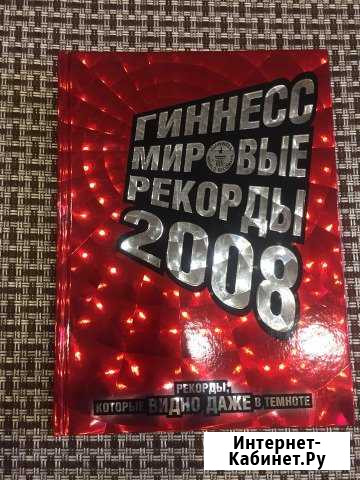 ГИННЕСС
МИРОВЫЕ
РЕКОРДЫ
2008
РЕКОРДЫ,
КОТОРЫЕ ВИДНО ДАЖЕ В ТЕМНОТЕ
Интернет-
Кабинет.Ру